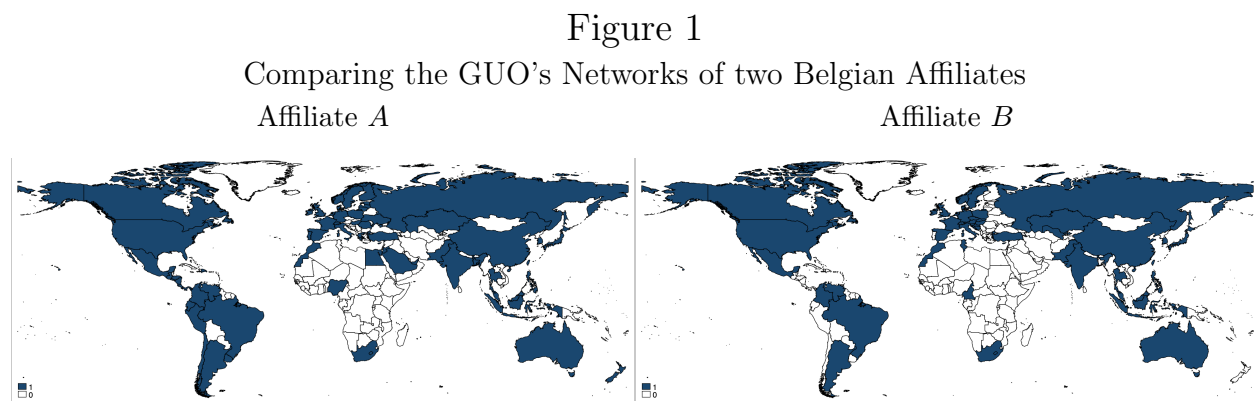 Figure 1
Comparing the GUO's Networks of two Belgian Affiliates
Affiliate A
Affiliate B
1
0
1
0